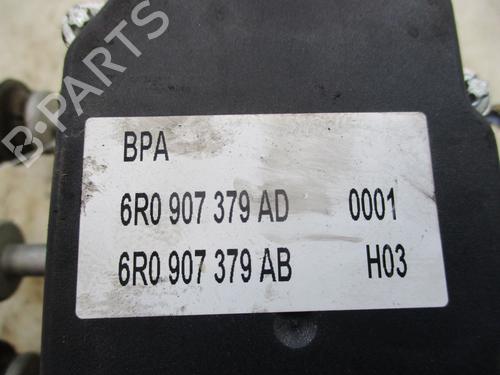 B-PARTS
BPA
6R0 907 379 AD 0001
6R0 907 379 AB H03